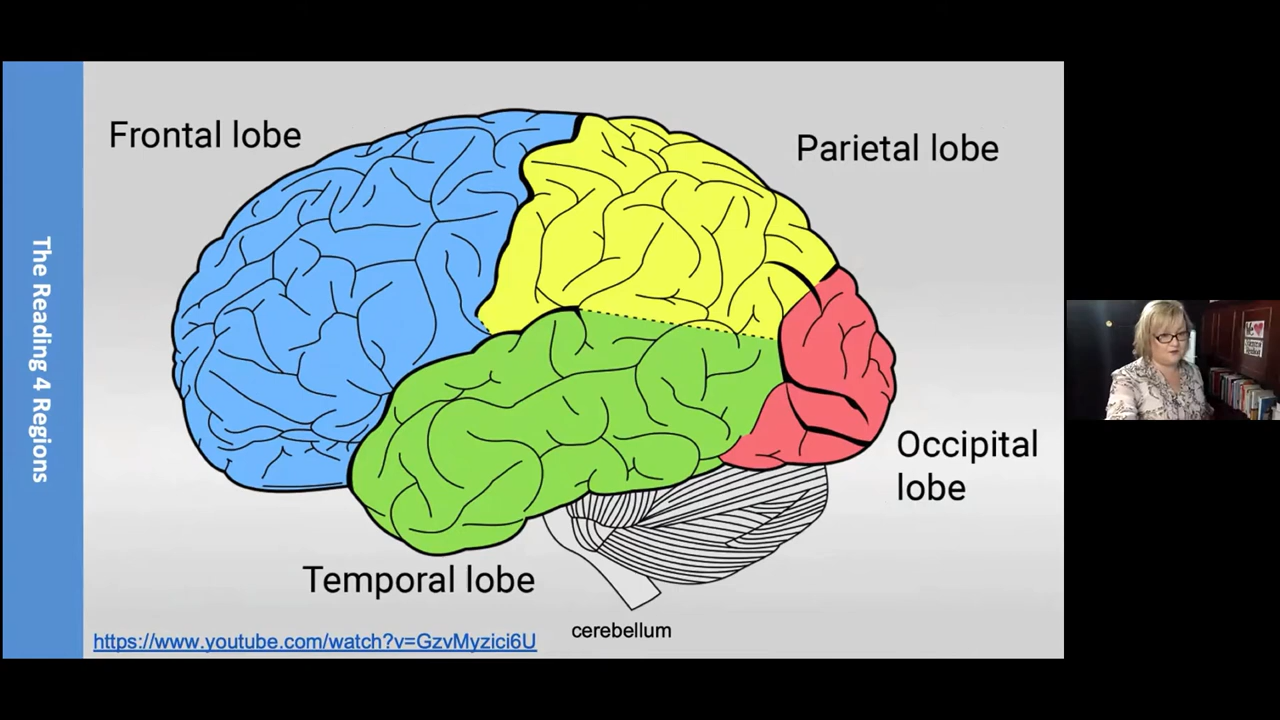 The Reading 4 Regions
Frontal lobe
Parietal lobe
Occipital
lobe
Temporal lobe
cerebellum
https://www.youtube.com/watch?v=GzvMyzici6U